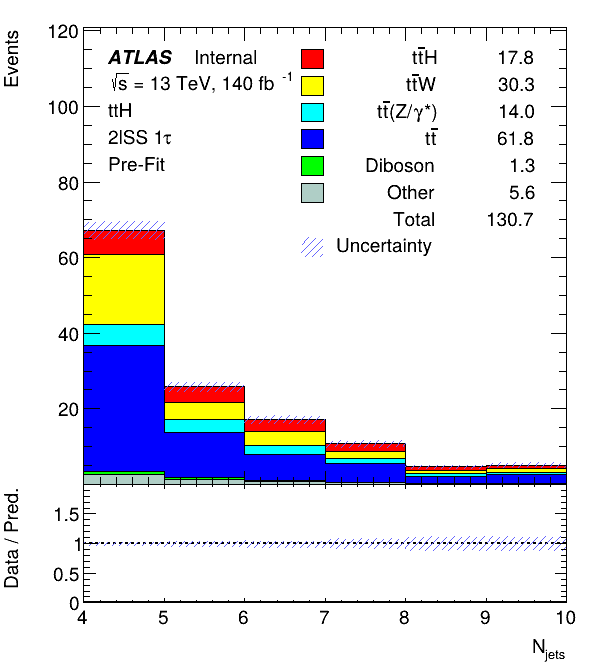 Events
120
100
80
60
40
20
ATLAS Internal
√s = 13 TeV, 140 fb -1
ttH
2lSS 1τ
Pre-Fit
tt̄H 17.8
tt̄W 30.3
tt̄(Z/γ*) 14.0
tt̄ 61.8
Diboson 1.3
Other 5.6
Total 130.7
Uncertainty
Data / Pred.
1.5
1
0.5
0
4 5 6 7 8 9 10
N_jets